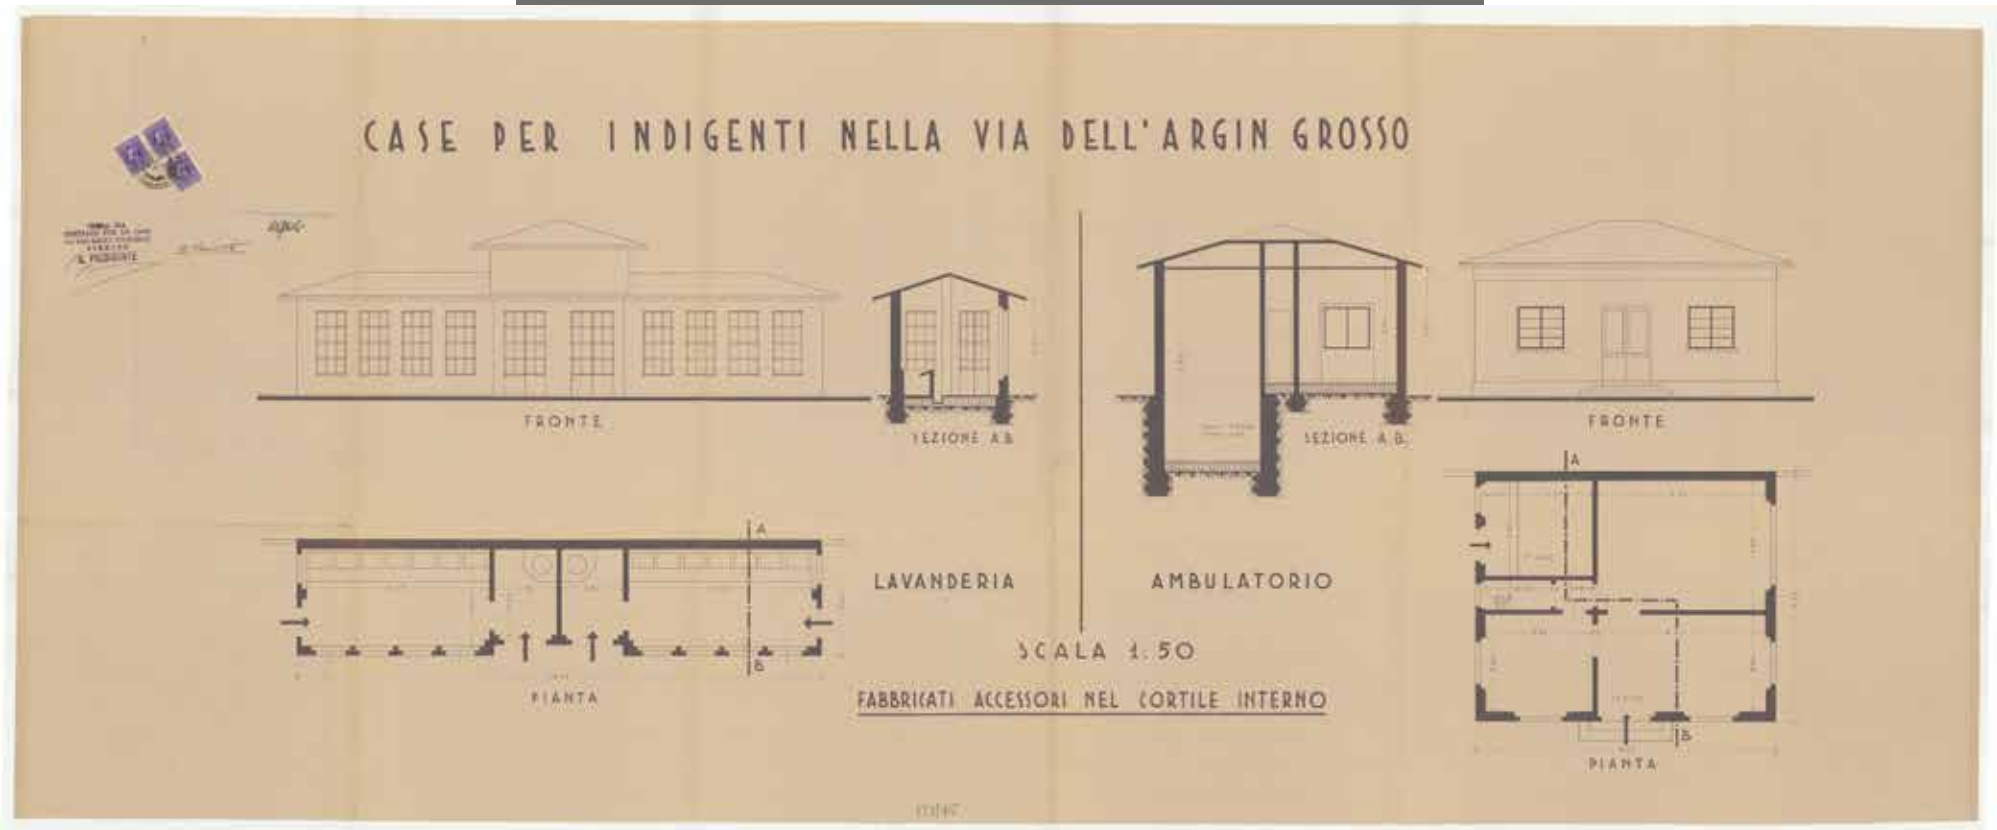 CASE PER INDIGENTI NELLA VIA DELL'ARGIN GROSSO
IL PRESIDENTE
FRONTE
SEZIONE A.B.
SEZIONE A.B.
FRONTE
A
A
LAVANDERIA
AMBULATORIO
SCALA 1:50
B
PIANTA
FABBRICATI ACCESSORI NEL CORTILE INTERNO
B
PIANTA